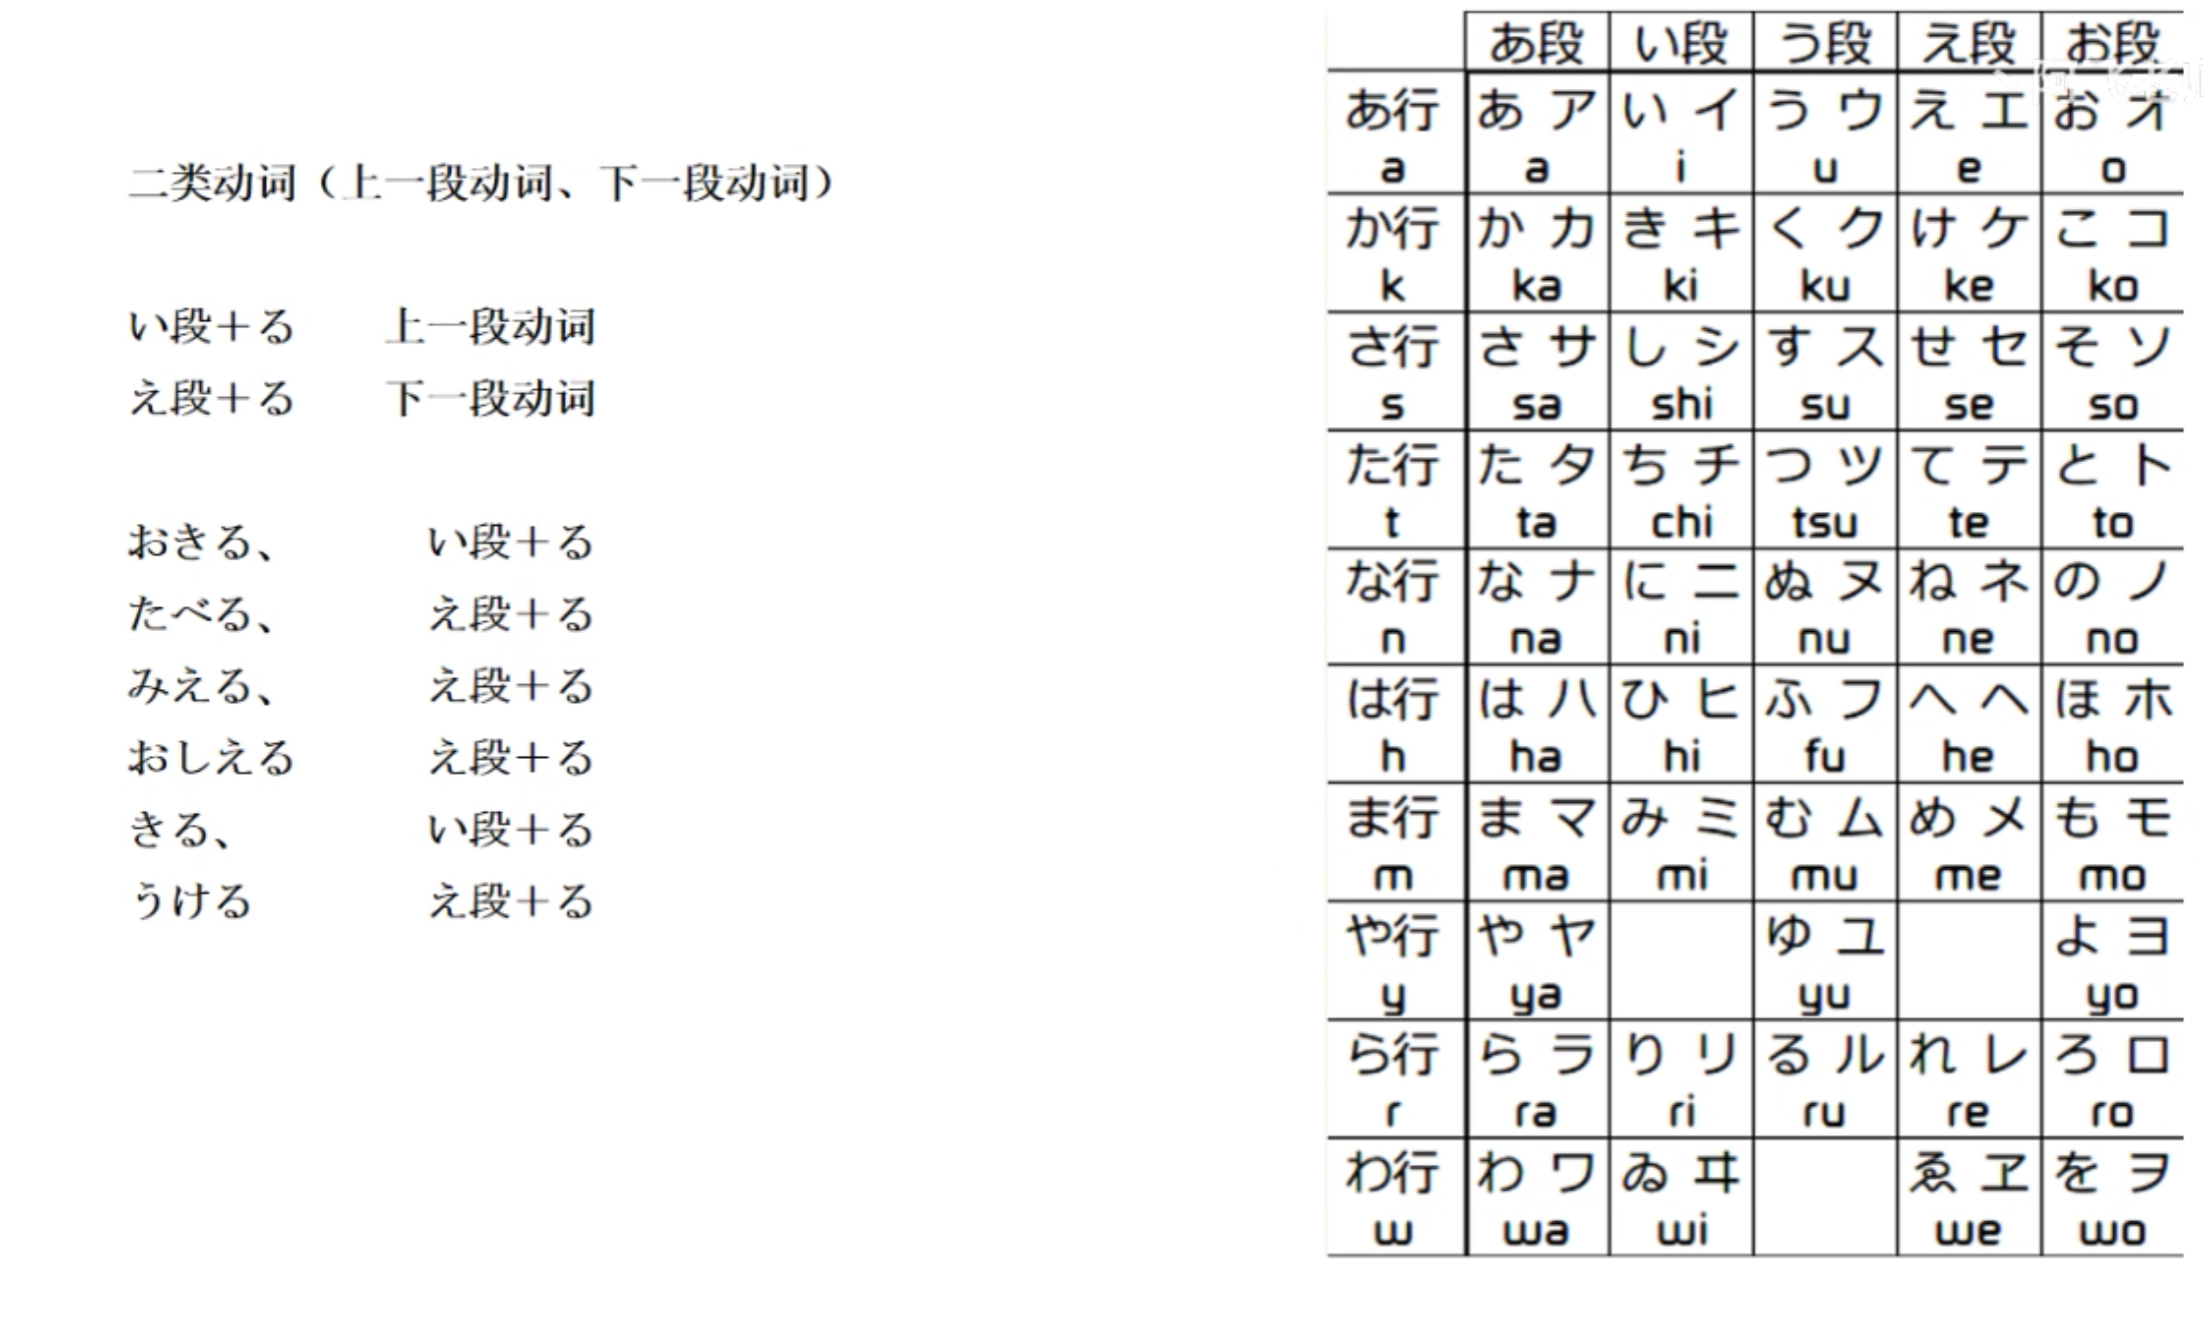 二类动词（上一段动词、下一段动词）
い段＋る 上一段动词
え段＋る 下一段动词
おきる、 い段＋る
たべる、 え段＋る
みえる、 え段＋る
おしえる え段＋る
きる、 い段＋る
うける え段＋る
あ段 い段 う段 え段 お段
あ行 あ ア い イ う ウ え エ お オ
a a i u e o
か行 か カ き キ く ク け ケ こ コ
k ka ki ku ke ko
さ行 さ サ し シ す ス せ セ そ ソ
s sa shi su se so
た行 た タ ち チ つ ツ て テ と ト
t ta chi tsu te to
な行 な ナ に ニ ぬ ヌ ね ネ の ノ
n na ni nu ne no
は行 は ハ ひ ヒ ふ フ へ ヘ ほ ホ
h ha hi fu he ho
ま行 ま マ み ミ む ム め メ も モ
m ma mi mu me mo
や行 や ヤ ゆ ユ よ ヨ
y ya yu yo
ら行 ら ラ り リ る ル れ レ ろ ロ
r ra ri ru re ro
わ行 わ ワ ゐ ヰ ゑ ヱ を ヲ
w wa wi we wo